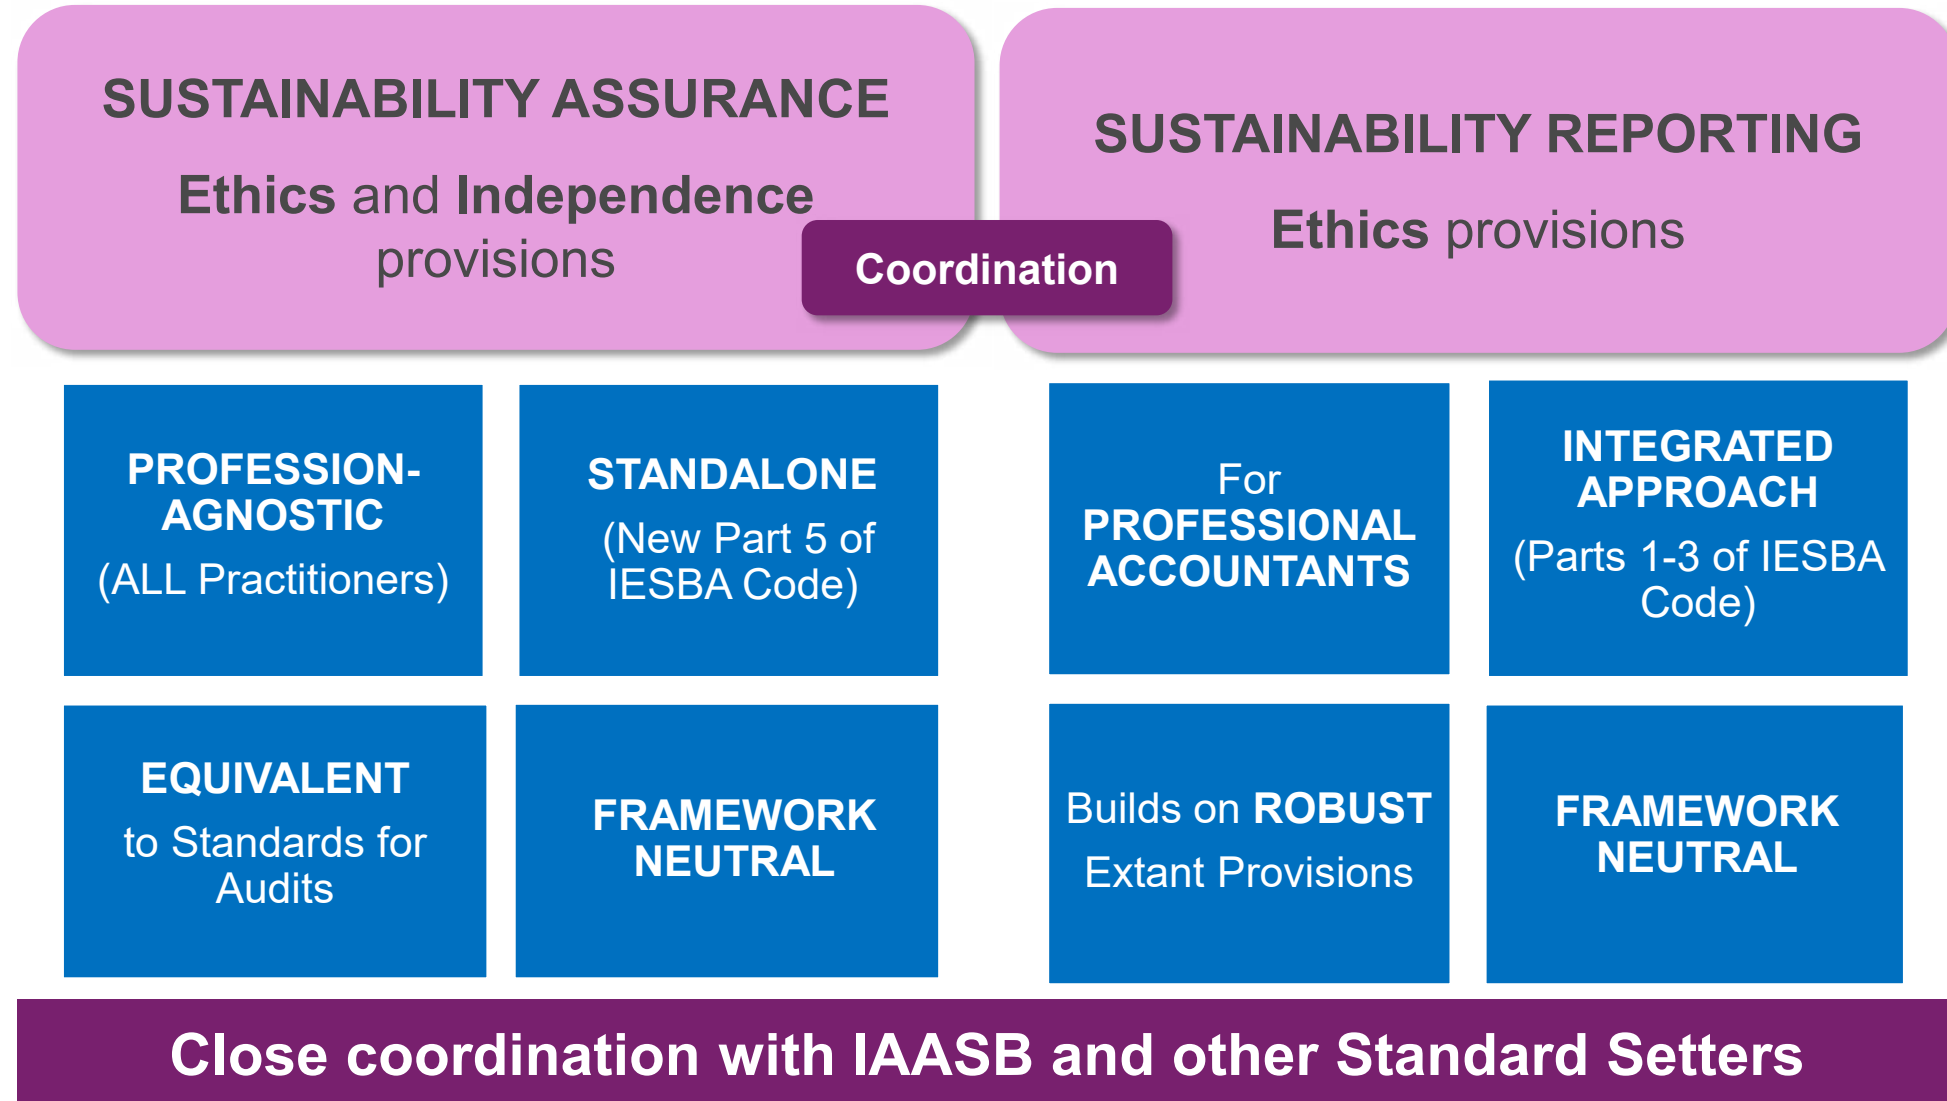 SUSTAINABILITY ASSURANCE
Ethics and Independence
provisions
Coordination
SUSTAINABILITY REPORTING
Ethics provisions
PROFESSION-
AGNOSTIC
(ALL Practitioners)
STANDALONE
(New Part 5 of
IESBA Code)
For
PROFESSIONAL
ACCOUNTANTS
INTEGRATED
APPROACH
(Parts 1-3 of IESBA
Code)
EQUIVALENT
to Standards for
Audits
FRAMEWORK
NEUTRAL
Builds on ROBUST
Extant Provisions
FRAMEWORK
NEUTRAL
Close coordination with IAASB and other Standard Setters